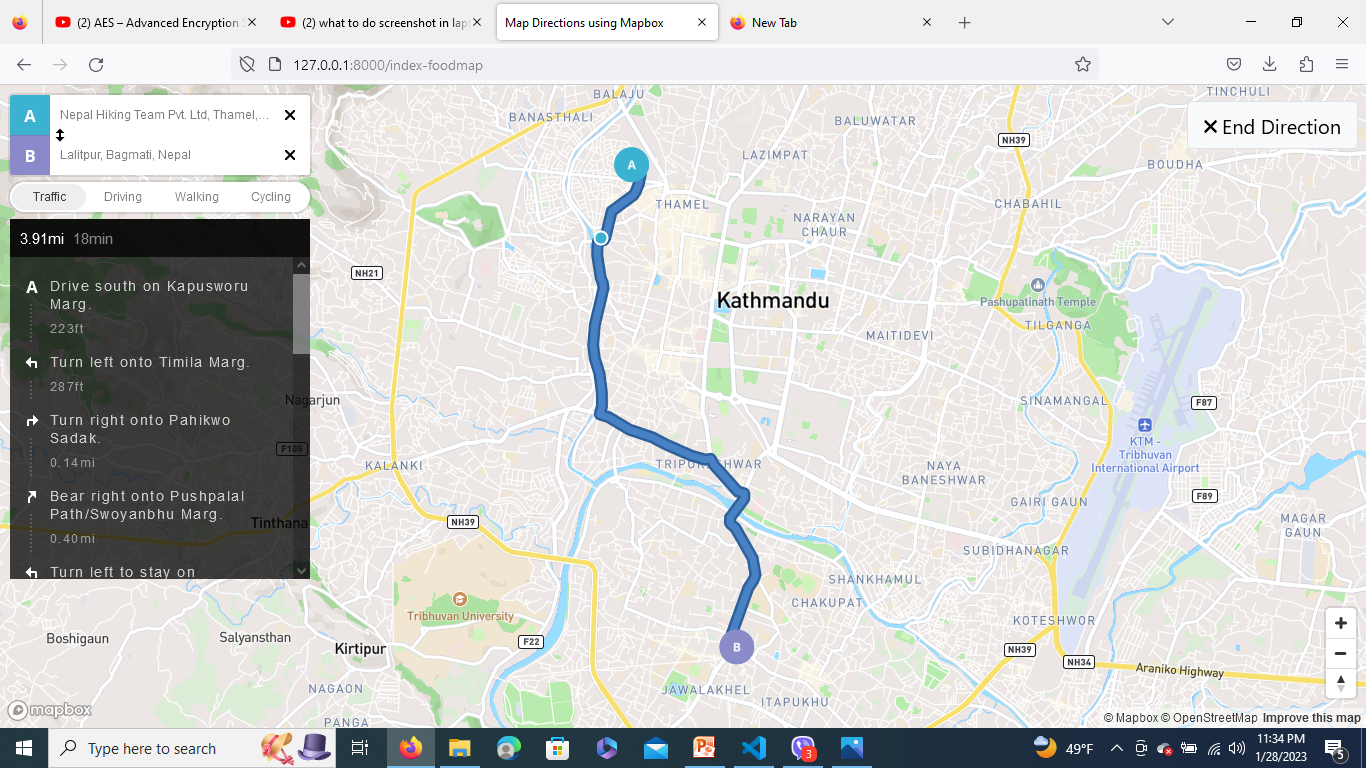 (2) AES – Advanced Encryption S
(2) what to do screenshot in lap
Map Directions using Mapbox
New Tab
127.0.0.1:8000/index-foodmap
A
Nepal Hiking Team Pvt. Ltd, Thamel,...
B
Lalitpur, Bagmati, Nepal
Traffic
Driving
Walking
Cycling
3.91mi 18min
A
Drive south on Kapusworu
Marg.
223ft
Turn left onto Timila Marg.
287ft
Turn right onto Pahikwo
Sadak.
0.14mi
Bear right onto Pushpalal
Path/Swoyanbhu Marg.
0.40mi
Turn left to stay on
End Direction
BALAJU
TINCHULI
BANASTHALI
BALUWATAR
NH39
LAZIMPAT
BOUDHA
A
THAMEL
CHABAHIL
NARAYAN
CHAUR
NH21
Pashupatinath Temple
Kathmandu
TILGANGA
MAITIDEVI
Nagarjun
SINAMANGAL
F87
F105
KTM -
Tribhuvan
International Airport
KALANKI
TRIPURESHWAR
NAYA
BANESHWAR
F89
GAIRI GAUN
Tinthana
NH39
MAGAR
GAUN
SUBIDHANAGAR
SHANKHAMUL
CHAKUPAT
Tribhuvan University
KOTESHWOR
Boshigaun
Salyansthan
Kirtipur
F22
B
NH39
NH34
Araniko Highway
NAGAON
JAWALAKHEL
ITAPUKHU
PANGA
mapbox
© Mapbox © OpenStreetMap Improve this map
Type here to search
3
49°F
11:34 PM
1/28/2023
5